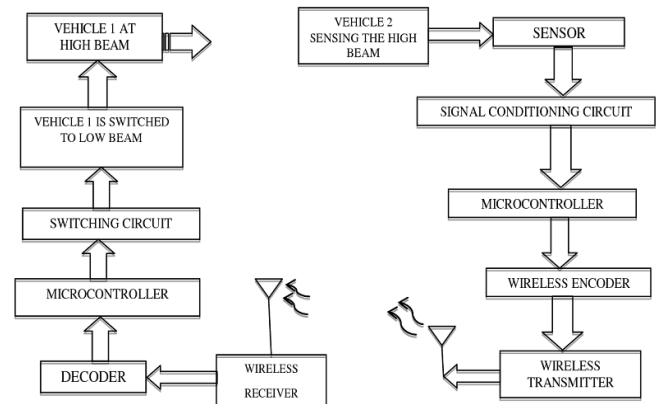 VEHICLE 1 AT
HIGH BEAM
VEHICLE 1 IS SWITCHED
TO LOW BEAM
SWITCHING CIRCUIT
MICROCONTROLLER
DECODER
WIRELESS
RECEIVER
VEHICLE 2
SENSING THE HIGH
BEAM
SENSOR
SIGNAL CONDITIONING CIRCUIT
MICROCONTROLLER
WIRELESS ENCODER
WIRELESS
TRANSMITTER